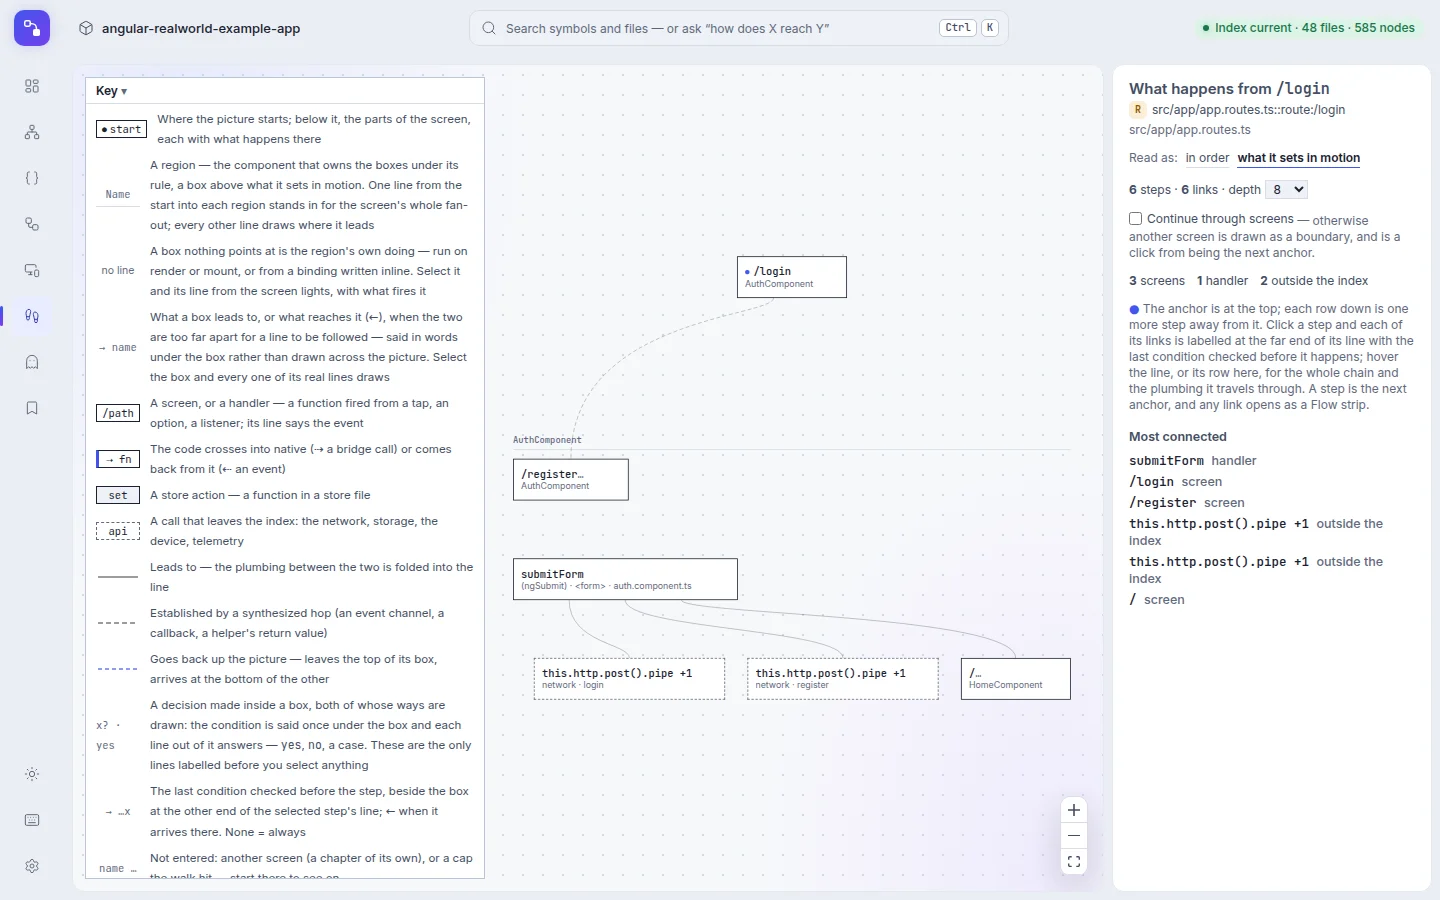 angular-realworld-example-app
Search symbols and files — or ask “how does X reach Y”
Ctrl K
Index current · 48 files · 585 nodes
Key ▾
● start
Where the picture starts; below it, the parts of the screen,
each with what happens there
Name
A region — the component that owns the boxes under its
rule, a box above what it sets in motion. One line from the
start into each region stands in for the screen's whole fan-
out; every other line draws where it leads
no line
A box nothing points at is the region's own doing — run on
render or mount, or from a binding written inline. Select it
and its line from the screen lights, with what fires it
→ name
What a box leads to, or what reaches it (←), when the two
are too far apart for a line to be followed — said in words
under the box rather than drawn across the picture. Select
the box and every one of its real lines draws
/path
A screen, or a handler — a function fired from a tap, an
option, a listener; its line says the event
⇢ fn
The code crosses into native (⇢ a bridge call) or comes
back from it (⇠ an event)
set
A store action — a function in a store file
api
A call that leaves the index: the network, storage, the
device, telemetry
Leads to — the plumbing between the two is folded into the
line
Established by a synthesized hop (an event channel, a
callback, a helper's return value)
Goes back up the picture — leaves the top of its box,
arrives at the bottom of the other
x? ·
yes
A decision made inside a box, both of whose ways are
drawn: the condition is said once under the box and each
line out of it answers — yes, no, a case. These are the only
lines labelled before you select anything
→ …x
The last condition checked before the step, beside the box
at the other end of the selected step's line; ← when it
arrives there. None = always
name …
Not entered: another screen (a chapter of its own), or a cap
the walk hit — start there to see on
/login
AuthComponent
AuthComponent
/register…
AuthComponent
submitForm
(ngSubmit) · <form> · auth.component.ts
this.http.post().pipe +1
network · login
this.http.post().pipe +1
network · register
/…
HomeComponent
What happens from /login
R src/app/app.routes.ts::route:/login
src/app/app.routes.ts
Read as: in order what it sets in motion
6 steps · 6 links · depth 8
Continue through screens — otherwise
another screen is drawn as a boundary, and is a
click from being the next anchor.
3 screens 1 handler 2 outside the index
The anchor is at the top; each row down is one
more step away from it. Click a step and each of
its links is labelled at the far end of its line with the
last condition checked before it happens; hover
the line, or its row here, for the whole chain and
the plumbing it travels through. A step is the next
anchor, and any link opens as a Flow strip.
Most connected
submitForm handler
/login screen
/register screen
this.http.post().pipe +1 outside the
index
this.http.post().pipe +1 outside the
index
/ screen